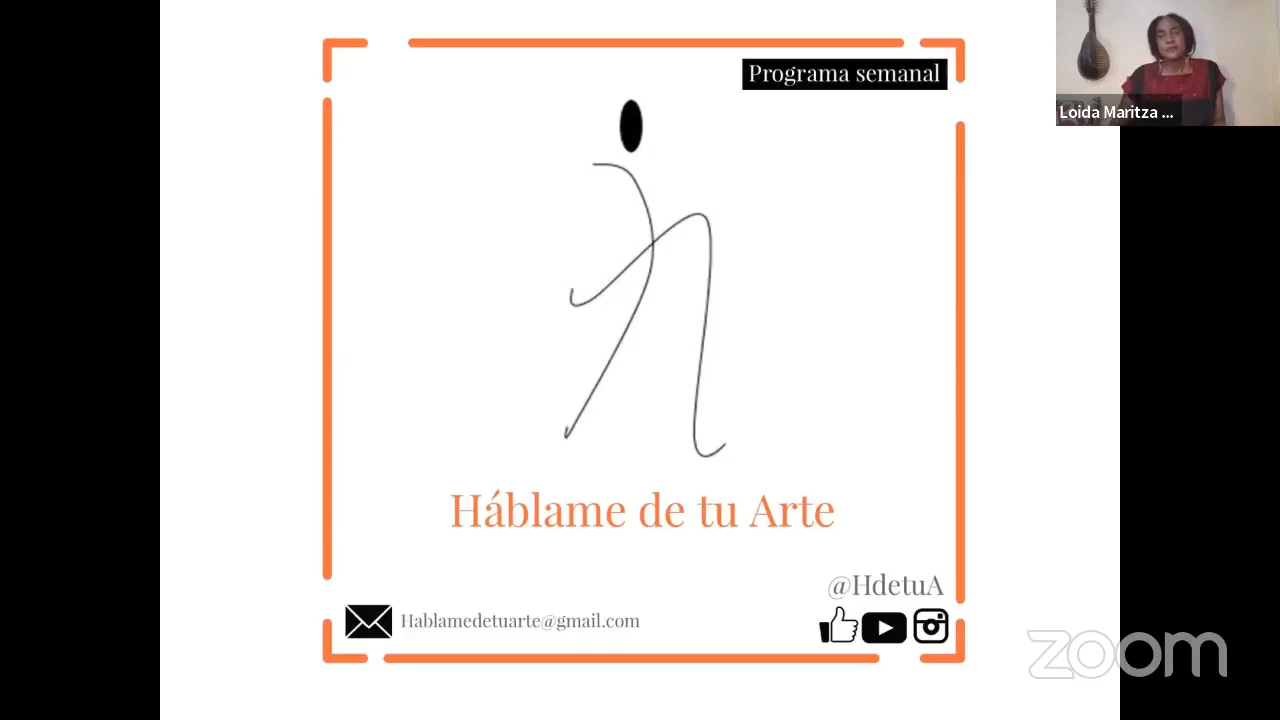 Programa semanal
Loida Maritza ...
Háblame de tu Arte
@HdetuA
Hablamedetuarte@gmail.com
zoom